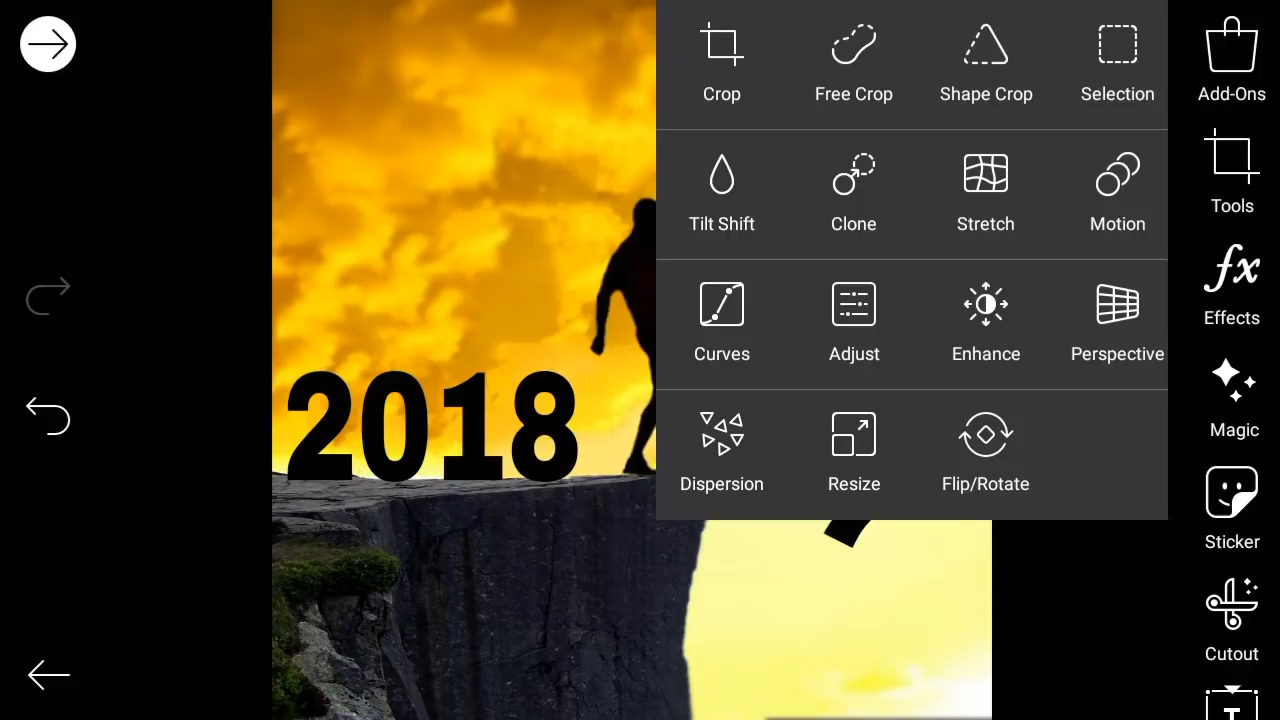 Crop Free Crop Shape Crop Selection Add-Ons
Tilt Shift Clone Stretch Motion Tools
Effects
Curves Adjust Enhance Perspective
2018
Magic
Dispersion Resize Flip/Rotate
Sticker
Cutout